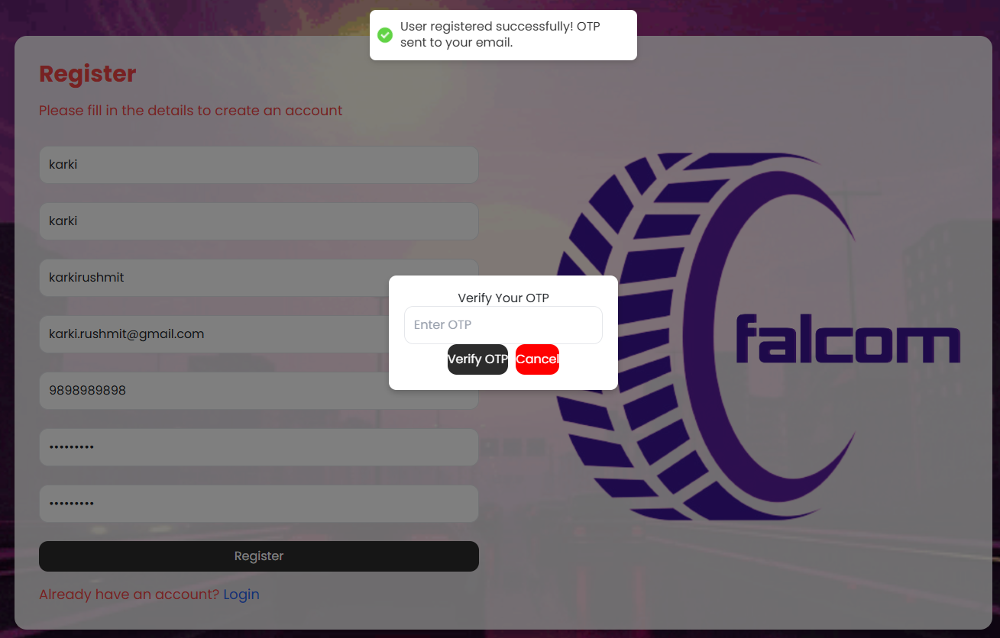 User registered successfully! OTP
sent to your email.
Register
Please fill in the details to create an account
karki
karki
karkirushmit
karki.rushmit@gmail.com
9898989898
•••••••••
•••••••••
Register
Already have an account? Login
Verify Your OTP
Enter OTP
Verify OTP Cancel
falcom